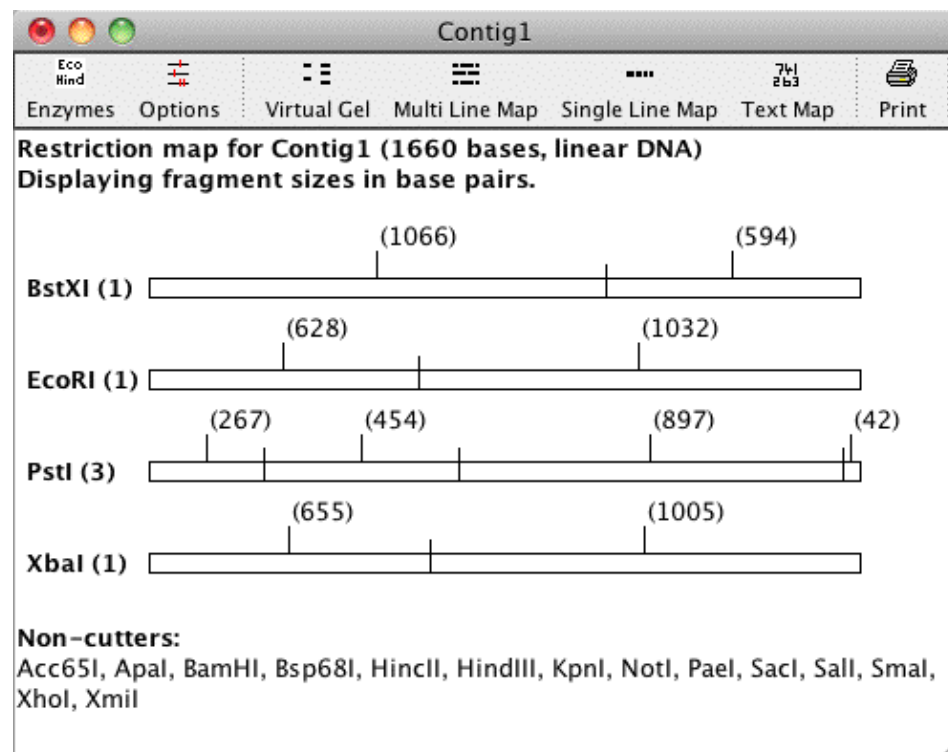 Contig1
Eco
Hind
741
263
Enzymes Options Virtual Gel Multi Line Map Single Line Map Text Map Print
Restriction map for Contig1 (1660 bases, linear DNA)
Displaying fragment sizes in base pairs.
(1066) (594)
BstXI (1)
(628) (1032)
EcoRI (1)
(267) (454) (897) (42)
PstI (3)
(655) (1005)
XbaI (1)
Non-cutters:
Acc65I, ApaI, BamHI, Bsp68I, HincII, HindIII, KpnI, NotI, PaeI, SacI, SalI, SmaI,
XhoI, XmiI